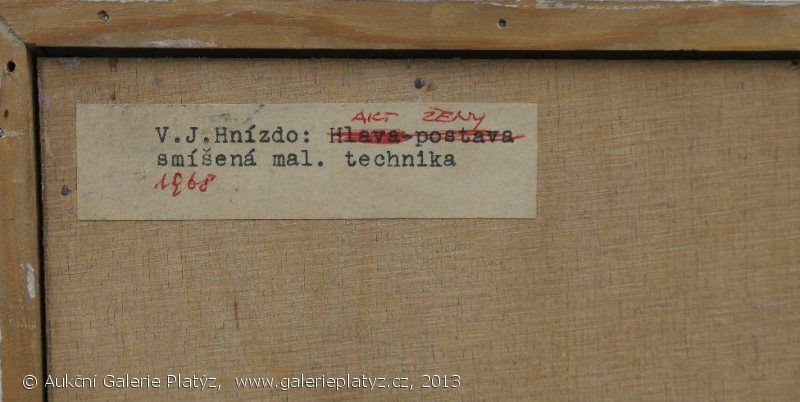 AKT ŽENY
V.J.Hnízdo: Hlava-postava
smíšená mal. technika
1968
© Aukční Galerie Platýz, www.galerieplatyz.cz, 2013